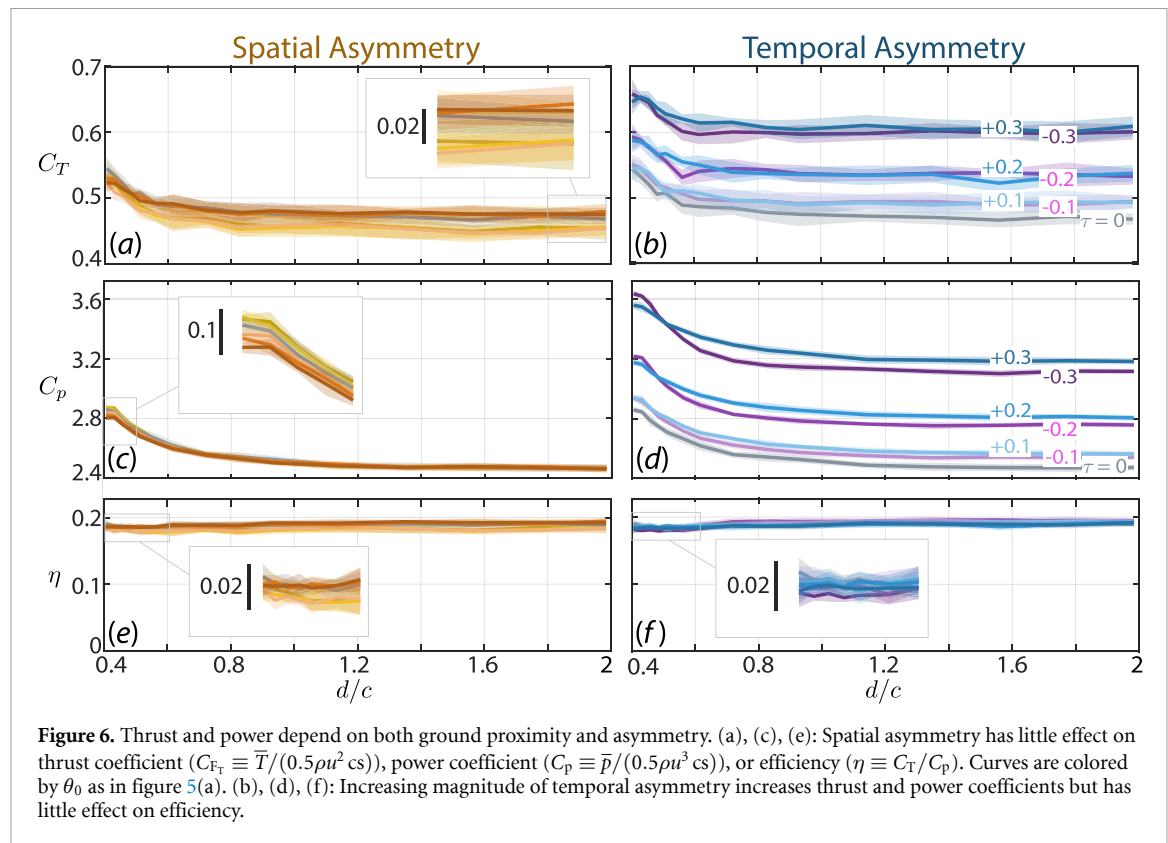 Spatial Asymmetry
Temporal Asymmetry
0.7
0.6
0.5
0.4
C_T
0.02
(a)
+0.3
-0.3
+0.2
-0.2
+0.1
-0.1
τ = 0
(b)
3.6
3.2
2.8
2.4
C_p
0.1
(c)
+0.3
-0.3
+0.2
-0.2
+0.1
-0.1
τ = 0
(d)
0.2
0.1
0
η
0.02
(e)
0.02
(f)
0.4 0.8 1.2 1.6 2
0.4 0.8 1.2 1.6 2
d/c
d/c
Figure 6. Thrust and power depend on both ground proximity and asymmetry. (a), (c), (e): Spatial asymmetry has little effect on
thrust coefficient (C_{F_T} ≡ T̅/(0.5ρu² cs)), power coefficient (C_p ≡ p̅/(0.5ρu³ cs)), or efficiency (η ≡ C_T/C_p). Curves are colored
by θ₀ as in figure 5(a). (b), (d), (f): Increasing magnitude of temporal asymmetry increases thrust and power coefficients but has
little effect on efficiency.